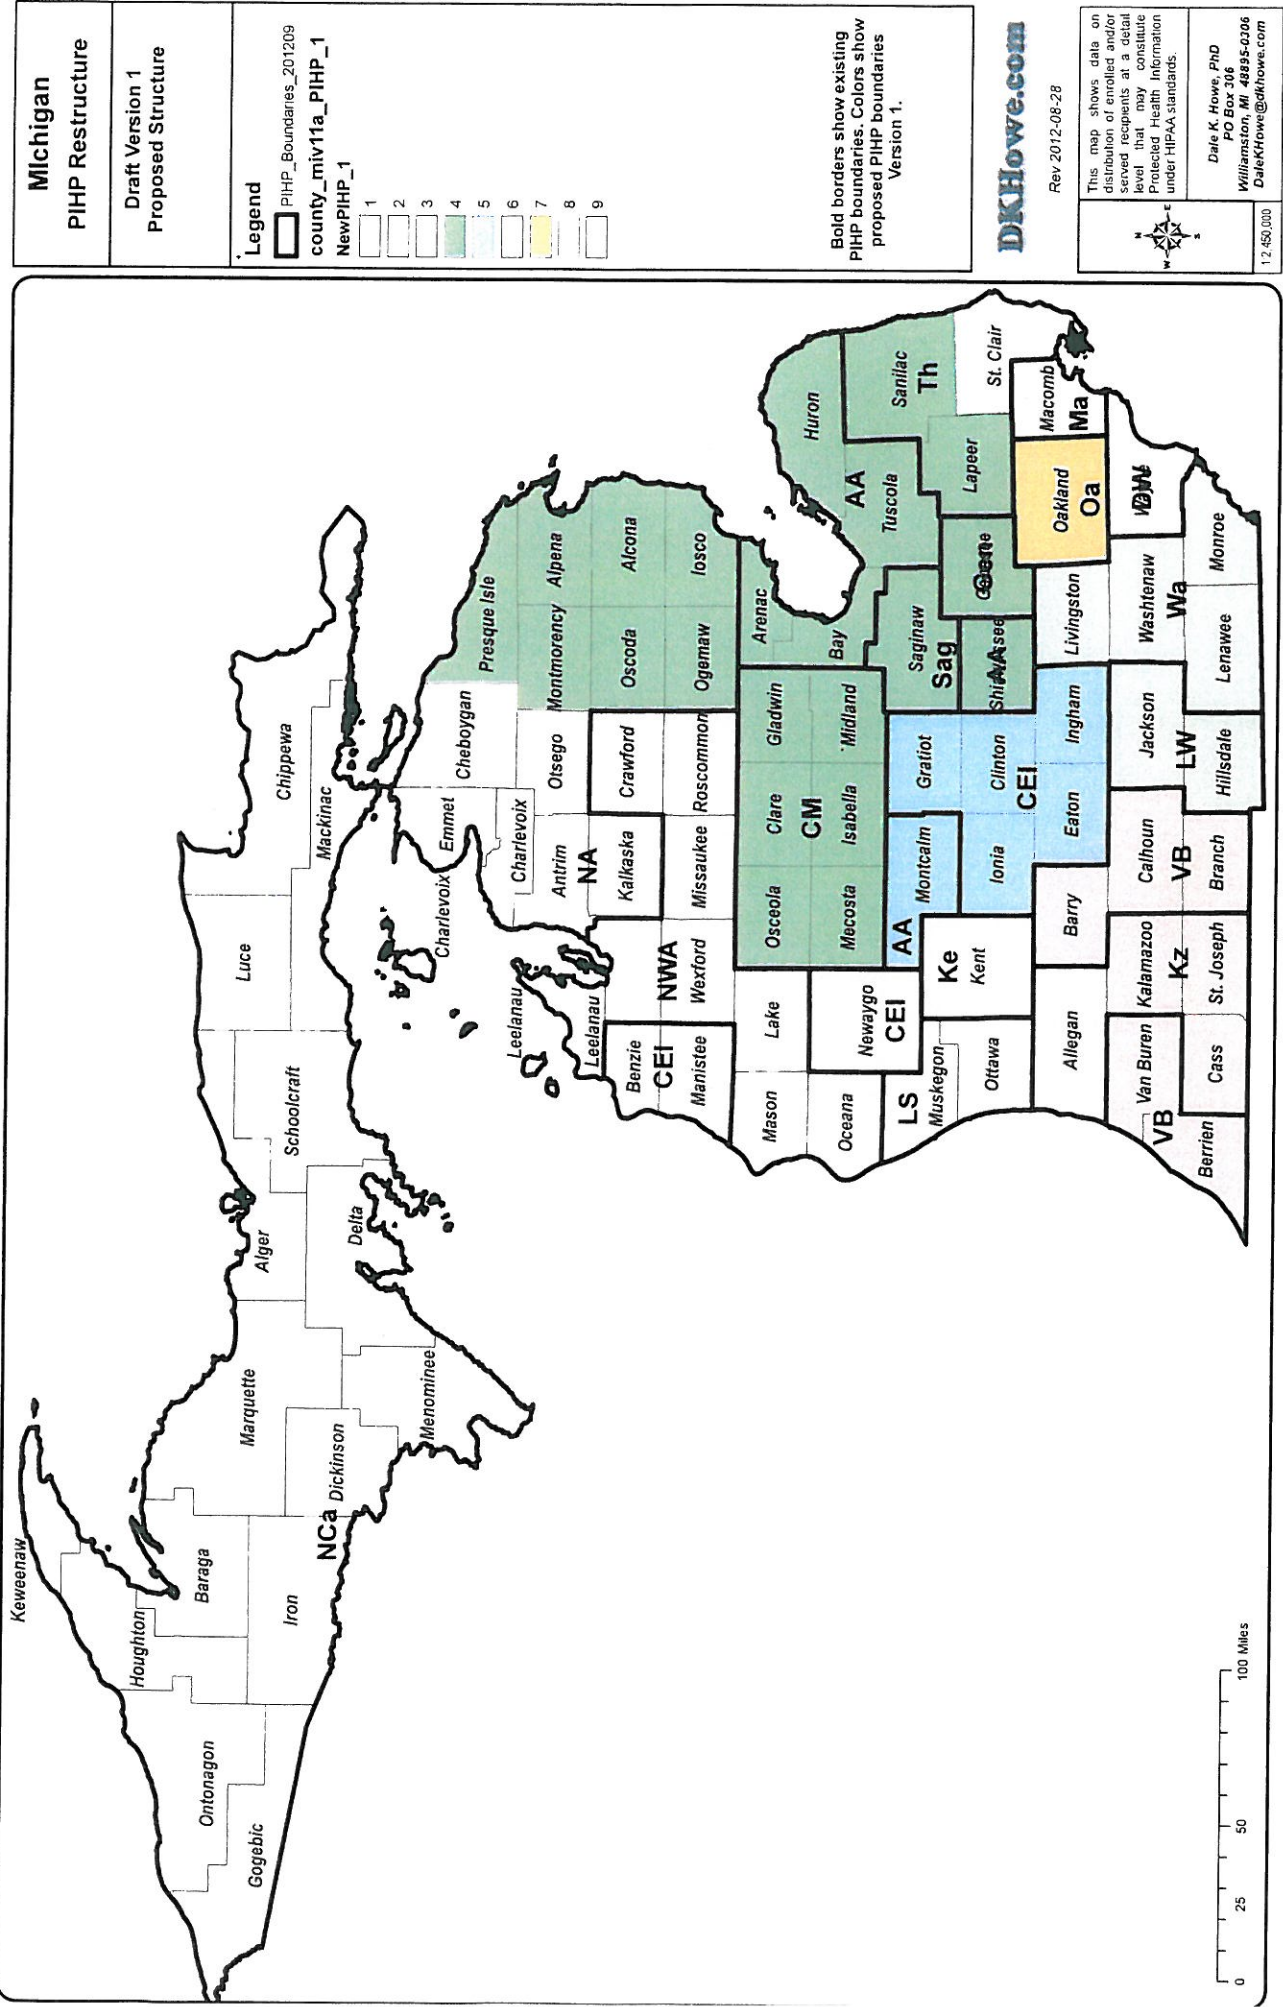 MIchigan
PIHP Restructure
Draft Version 1
Proposed Structure
Legend
PIHP_Boundaries_201209
county_miv11a_PIHP_1
NewPIHP_1
1
2
3
4
5
6
7
8
9
Bold borders show existing
PIHP boundaries. Colors show
proposed PIHP boundaries
Version 1.
DKHowe.com
Rev 2012-08-28
This map shows data on
distribution of enrolled and/or
served recipients at a detail
level that may constitute
Protected Health Information
under HIPAA standards.
N
W
E
S
12,450,000
Dale K. Howe, PhD
PO Box 306
Williamston, MI 48895-0306
DaleKHowe@dkhowe.com
Keweenaw
Houghton
Ontonagon
Gogebic
Baraga
Iron
NCa
Marquette
Dickinson
Menominee
Alger
Delta
Schoolcraft
Luce
Chippewa
Mackinac
Charlevoix
Emmet
Cheboygan
Presque Isle
Charlevoix
Leelanau
Leelanau
Antrim
NA
Otsego
Montmorency
Alpena
Kalkaska
Crawford
Oscoda
Alcona
Benzie
CEI
Manistee
NWA
Wexford
Missaukee
Roscommon
Ogemaw
Iosco
Mason
Lake
Osceola
Clare
Gladwin
Arenac
CM
Oceana
Newaygo
CEI
Mecosta
Isabella
Midland
Bay
Huron
AA
Tuscola
Sanilac
Th
LS
Muskegon
AA
Montcalm
Gratiot
Saginaw
Sag
Ottawa
Ke
Kent
Ionia
Clinton
CEI
AA
Gen
Lapeer
St. Clair
Allegan
Barry
Eaton
Ingham
Livingston
Oakland
Oa
Macomb
Ma
Van Buren
VB
Kalamazoo
Kz
Calhoun
VB
Jackson
LW
Washtenaw
Wa
DW
Berrien
Cass
St. Joseph
Branch
Hillsdale
Lenawee
Monroe
0
25
50
100 Miles